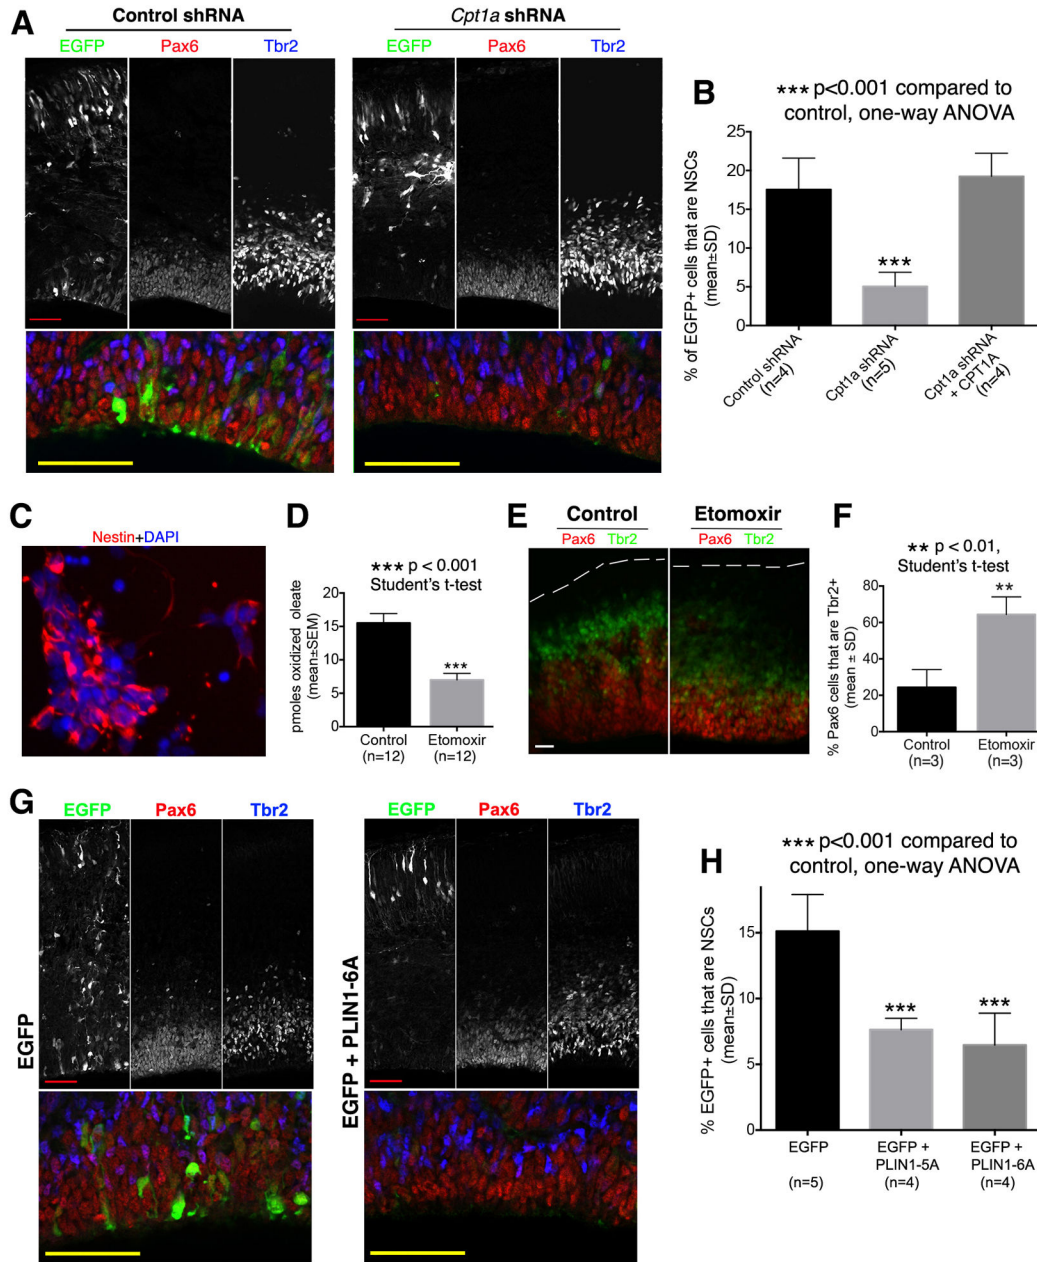 A
Control shRNA
EGFP Pax6 Tbr2
Cpt1a shRNA
EGFP Pax6 Tbr2
B
*** p<0.001 compared to
control, one-way ANOVA
% of EGFP+ cells that are NSCs
(mean±SD)
25
20
15
10
5
0
***
Control shRNA
(n=4)
Cpt1a shRNA
(n=5)
Cpt1a shRNA
+ CPT1A
(n=4)
C
Nestin+DAPI
D
*** p < 0.001
Student's t-test
pmoles oxidized oleate
(mean±SEM)
20
15
10
5
0
***
Control
(n=12)
Etomoxir
(n=12)
E
Control Etomoxir
Pax6 Tbr2 Pax6 Tbr2
F
** p < 0.01,
Student's t-test
% Pax6 cells that are Tbr2+
(mean ± SD)
80
60
40
20
0
**
Control
(n=3)
Etomoxir
(n=3)
G
EGFP Pax6 Tbr2
EGFP
EGFP Pax6 Tbr2
EGFP + PLIN1-6A
H
*** p<0.001 compared to
control, one-way ANOVA
% EGFP+ cells that are NSCs
(mean±SD)
15
10
5
0
***
***
EGFP
(n=5)
EGFP +
PLIN1-5A
(n=4)
EGFP +
PLIN1-6A
(n=4)